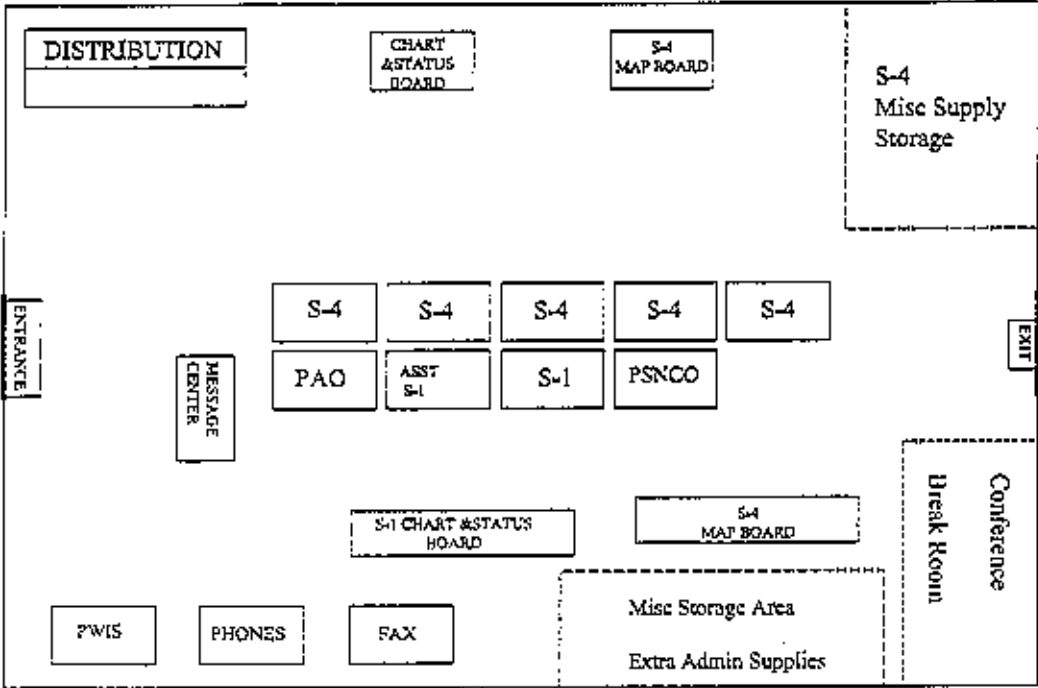 DISTRIBUTION
CHART
&STATUS
BOARD
S-4
MAP BOARD
S-4
Misc Supply
Storage
ENTRANCE
S-4
S-4
S-4
S-4
S-4
EXIT
MESSAGE
CENTER
PAO
ASST
S-1
S-1
PSNCO
Conference
Break Room
S-1 CHART &STATUS
BOARD
S-4
MAP BOARD
PWIS
PHONES
FAX
Misc Storage Area
Extra Admin Supplies